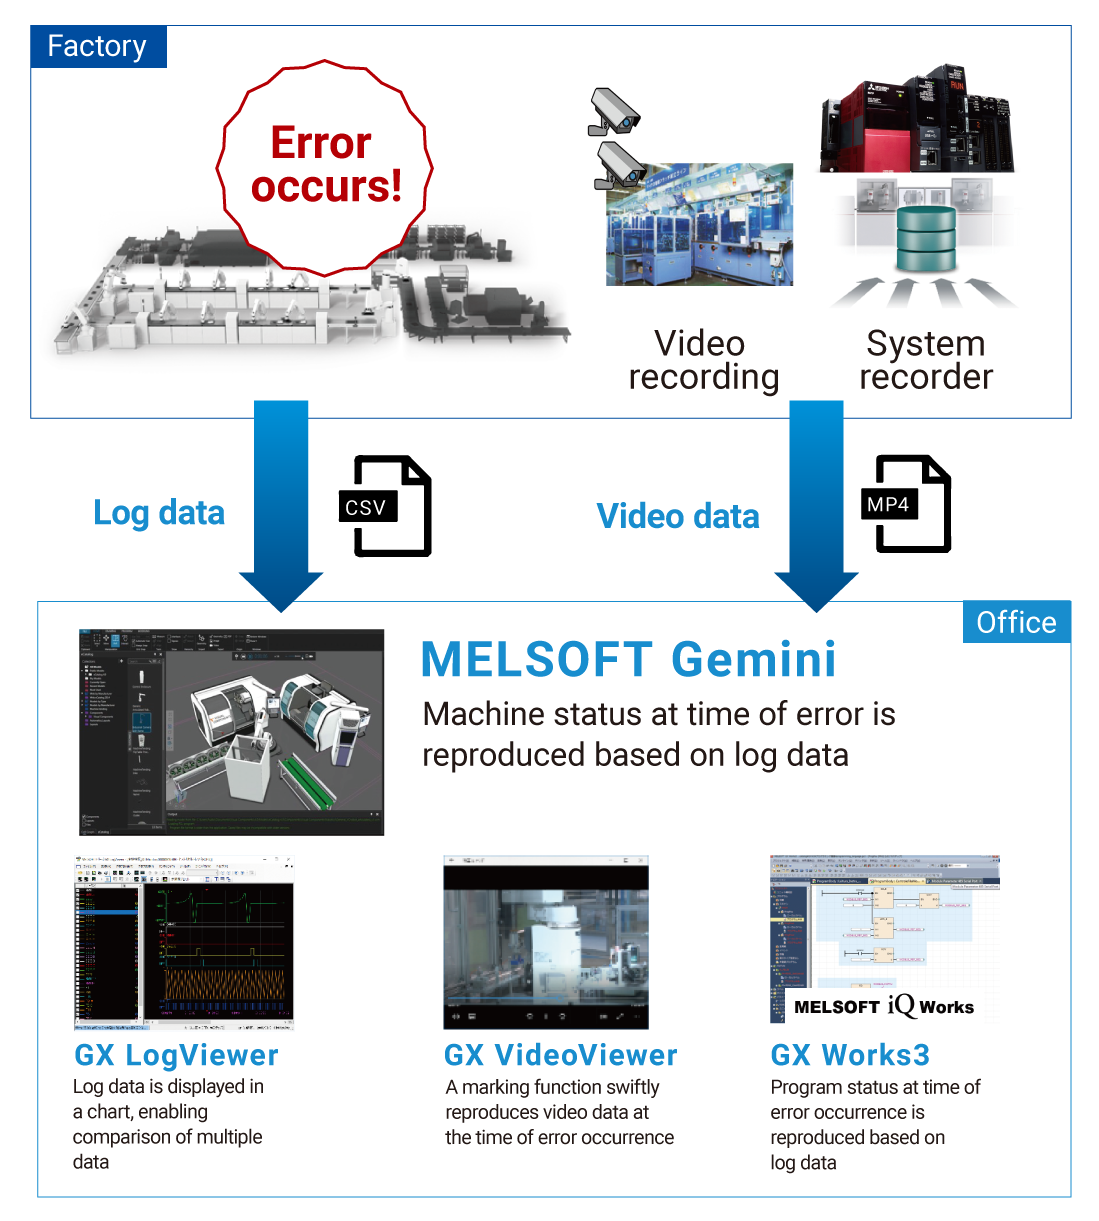 Factory
Error
occurs!
RUN
Video
recording
System
recorder
Log data
CSV
Video data
MP4
Office
MELSOFT Gemini
Machine status at time of error is
reproduced based on log data
MELSOFT iQ Works
GX LogViewer
Log data is displayed in
a chart, enabling
comparison of multiple
data
GX VideoViewer
A marking function swiftly
reproduces video data at
the time of error occurrence
GX Works3
Program status at time of
error occurrence is
reproduced based on
log data